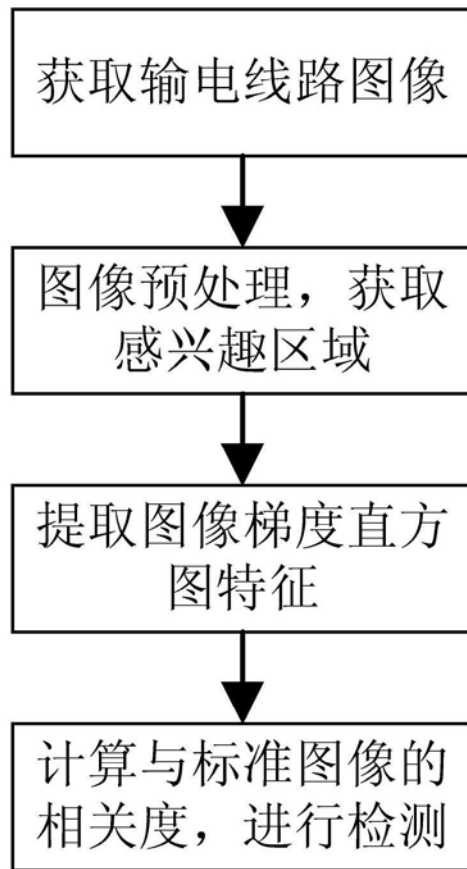 获取输电线路图像
图像预处理，获取
感兴趣区域
提取图像梯度直方
图特征
计算与标准图像的
相关度，进行检测